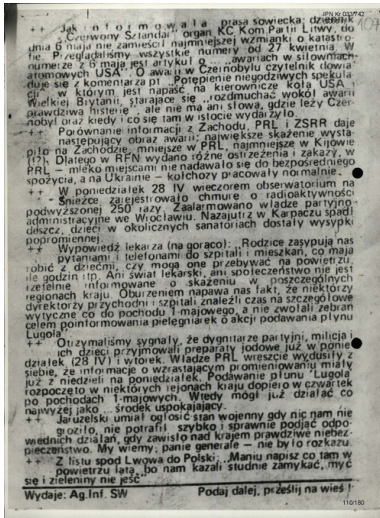 IPN Kr 037/42
107
++ Jak informowała prasa sowiecka: dziennik
"Czerwony Sztandar" organ KC Kom Partii Litwy, do
dnia 6 maja nie zamieścił najmniejszej wzmianki o katastro-
fie. Przeglądaliśmy wszystkie numery od 27 kwietnia. W
numerze z 6 maja jest artykuł o "...awariach w siłowniach
atomowych USA". O awarii w Czernobylu czytelnik dowia-
duje się z komentarza pt. "Potępienie niegodziwych spekula-
cji" w którym jest napaść na kierownicze koła USA i
Wielkiej Brytanii, starające się "rozdmuchać wokół awarii
prawdziwą histerię", ale nie ma ani słowa, gdzie leży Czer-
nobyl oraz kiedy i co się tam w istocie wydarzyło.
++ Porównanie informacji z Zachodu, PRL i ZSRR daje
następujący obraz awarii: największe skażenie wystą-
piło na Zachodzie, mniejsze w PRL, najmniejsze w Kijowie
(!?). Dlatego w RFN wydano różne ostrzeżenia i zakazy, w
PRL - mleko miejscami nie nadawało się do bezpośredniego
spożycia, a na Ukrainie - kołchozy pracowały normalnie.
++ W poniedziałek 28 IV wieczorem obserwatorium na
Śnieżce zarejestrowało chmurę o radioaktywności
podwyższonej 250 razy. Zaalarmowano władze partyjno-
administracyjne we Wrocławiu. Nazajutrz w Karpaczu spadł
deszcz, dzieci w okolicznych sanatoriach dostały wysypki
popromiennej.
++ Wypowiedź lekarza (na gorąco): "Rodzice zasypują nas
pytaniami i telefonami do szpitali i mieszkań, co mają
robić z dziećmi, czy mogą one przebywać na powietrzu,
ile godzin itp. Ani świat lekarski, ani społeczeństwo nie jest
rzetelnie informowane o skażeniu w poszczególnych
regionach kraju. Oburzeniem napawa nas fakt, że niektórzy
dyrektorzy przychodni i szpitali znaleźli czas na szczegółowe
wytyczne co do pochodu 1-majowego, a nie zwołali zebrań
celem poinformowania pielęgniarek o akcji podawania płynu
Lugola".
++ Otrzymaliśmy sygnały, że dygnitarze partyjni, milicja i
ich dzieci przyjmowali preparaty jodowe już w ponie-
działek (28 IV) i wtorek. Władze PRL wreszcie wydusiły z
siebie, że informacje o wzrastającym promieniowaniu miały
już z niedzieli na poniedziałek. Podawanie płynu "Lugola"
rozpoczęto w niektórych rejonach kraju dopiero w czwartek
po pochodach 1-majowych. Wtedy mógł już działać co
najwyżej jako ... środek uspokajający.
++ Jaruzelski umiał ogłosić stan wojenny gdy nic nam nie
groziło, nie potrafił szybko i sprawnie podjąć odpo-
wiednich działań, gdy zawisło nad krajem prawdziwe niebez-
pieczeństwo. My wiemy, panie generale - nie było rozkazu.
++ Z listu spod Lwowa do Polski: "Maniu napisz co tam w
powietrzu lata, bo nam kazali studnie zamykać, myć
się i zieleniny nie jeść".
Wydaje: Ag.Inf. SW Podaj dalej, prześlij na wieś!
110/180